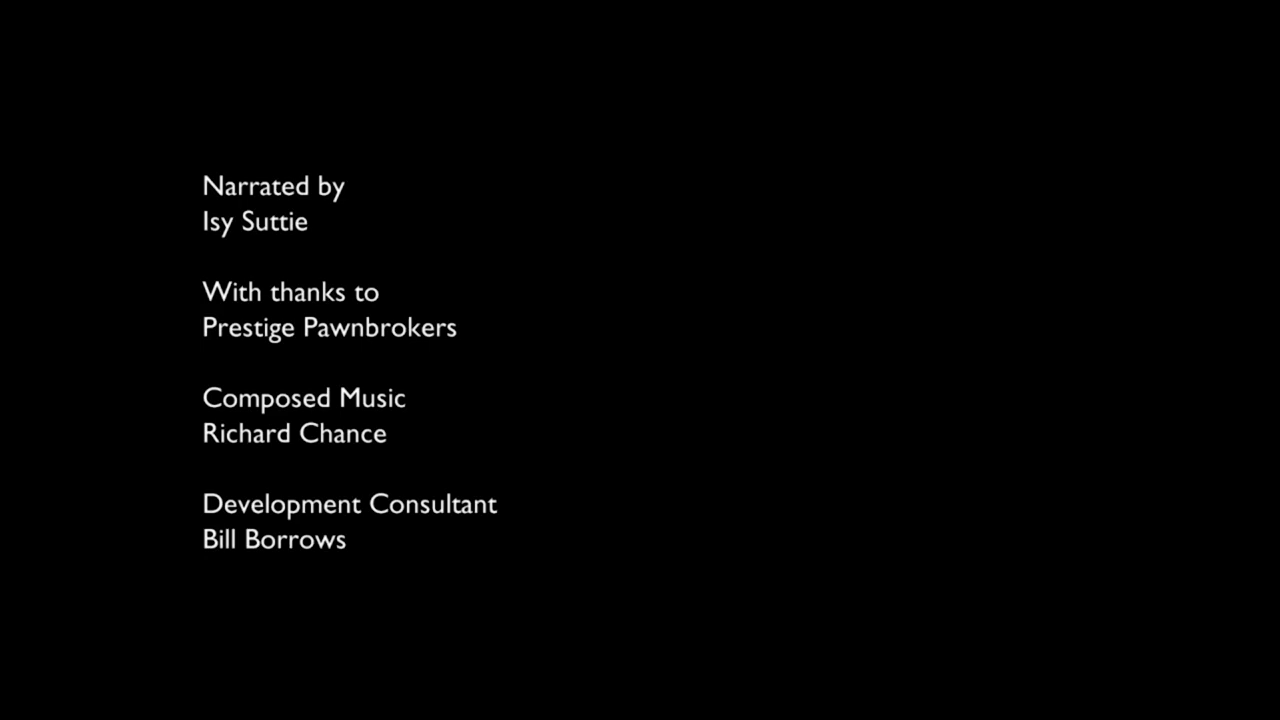 Narrated by
Isy Suttie
With thanks to
Prestige Pawnbrokers
Composed Music
Richard Chance
Development Consultant
Bill Borrows